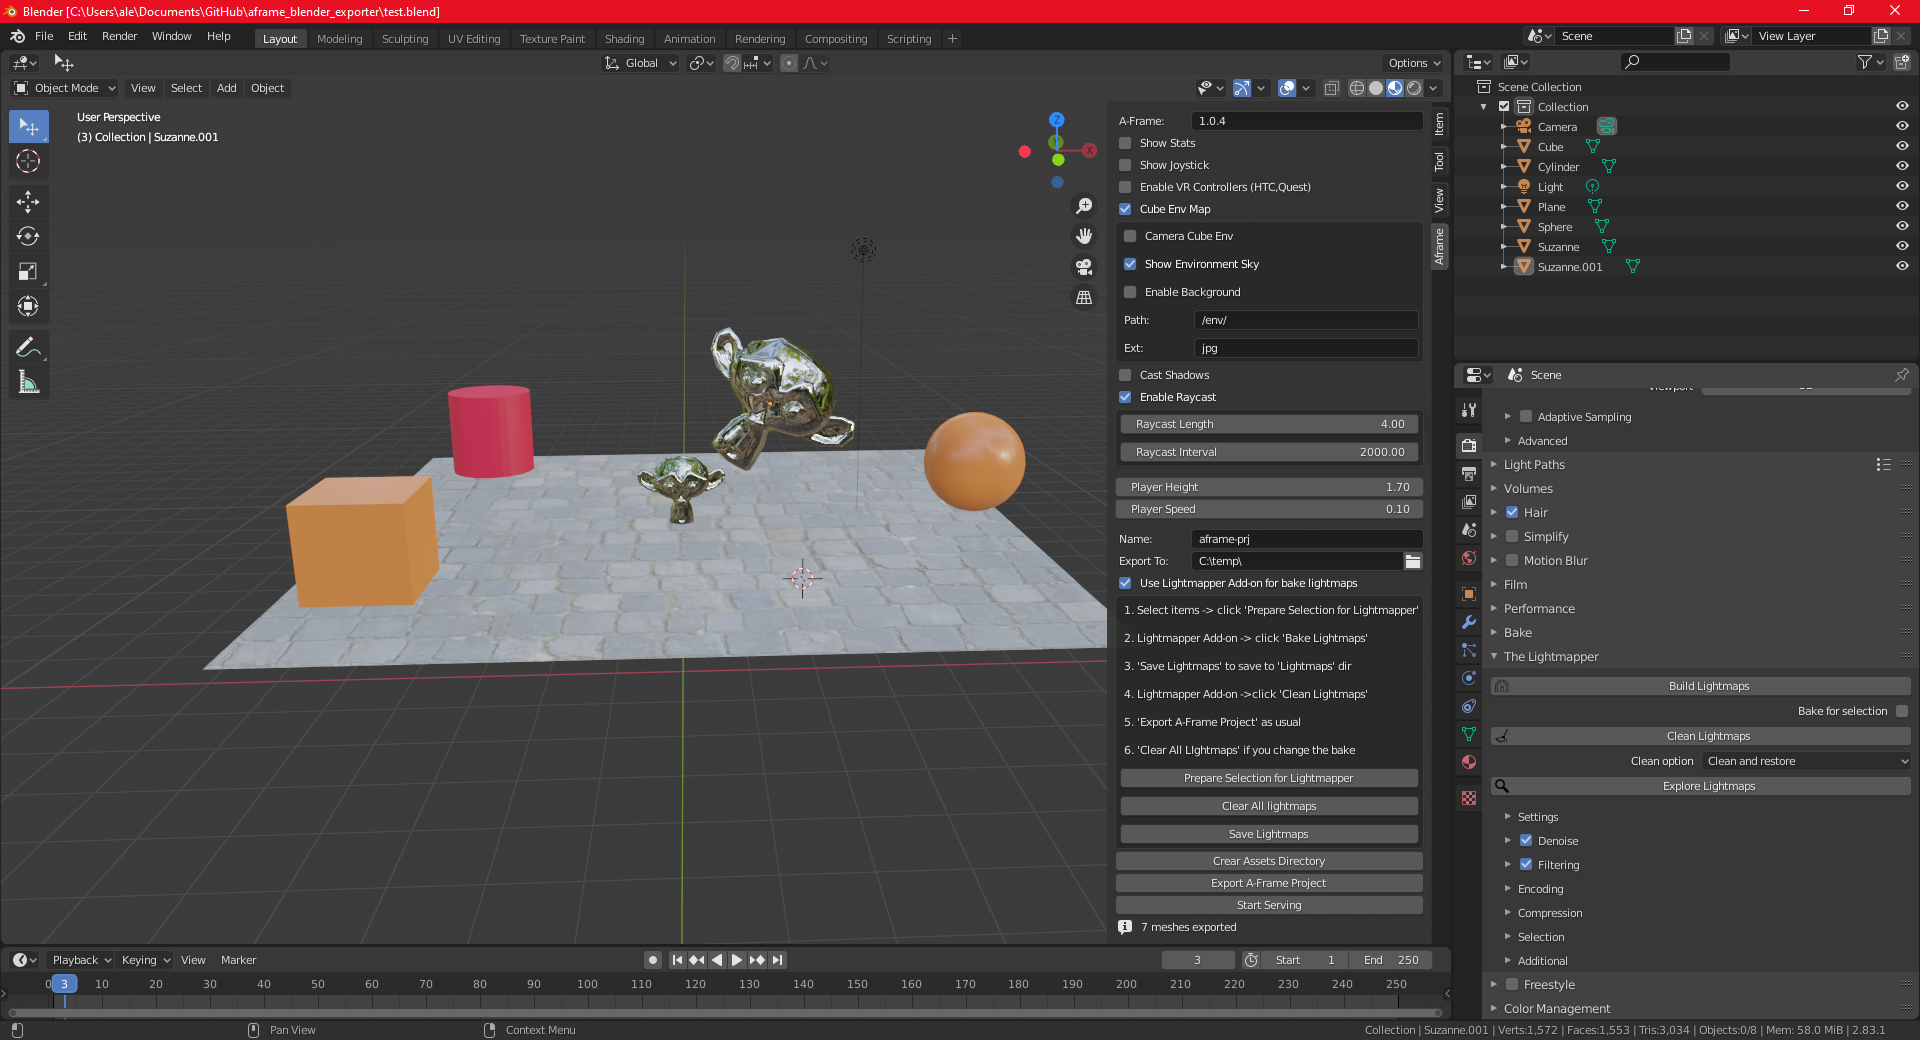 Blender [C:\Users\ale\Documents\GitHub\aframe_blender_exporter\test.blend]
File Edit Render Window Help Layout Modeling Sculpting UV Editing Texture Paint Shading Animation Rendering Compositing Scripting + Scene View Layer
Global Options
Object Mode View Select Add Object
User Perspective
(3) Collection | Suzanne.001
Z
X
A-Frame: 1.0.4
Show Stats
Show Joystick
Enable VR Controllers (HTC,Quest)
Cube Env Map
Camera Cube Env
Show Environment Sky
Enable Background
Path: /env/
Ext: jpg
Cast Shadows
Enable Raycast
Raycast Length 4.00
Raycast Interval 2000.00
Player Height 1.70
Player Speed 0.10
Name: aframe-prj
Export To: C:\temp\
Use Lightmapper Add-on for bake lightmaps
1. Select items -> click 'Prepare Selection for Lightmapper'
2. Lightmapper Add-on -> click 'Bake Lightmaps'
3. 'Save Lightmaps' to save to 'Lightmaps' dir
4. Lightmapper Add-on ->click 'Clean Lightmaps'
5. 'Export A-Frame Project' as usual
6. 'Clear All LIghtmaps' if you change the bake
Prepare Selection for Lightmapper
Clear All lightmaps
Save Lightmaps
Crear Assets Directory
Export A-Frame Project
Start Serving
7 meshes exported
Item
Tool
View
Aframe
Scene Collection
Collection
Camera
Cube
Cylinder
Light
Plane
Sphere
Suzanne
Suzanne.001
Scene
Viewport
Adaptive Sampling
Advanced
Light Paths
Volumes
Hair
Simplify
Motion Blur
Film
Performance
Bake
The Lightmapper
Build Lightmaps
Bake for selection
Clean Lightmaps
Clean option Clean and restore
Explore Lightmaps
Settings
Denoise
Filtering
Encoding
Compression
Selection
Additional
Freestyle
Color Management
Playback Keying View Marker 3 Start 1 End 250
0 3 10 20 30 40 50 60 70 80 90 100 110 120 130 140 150 160 170 180 190 200 210 220 230 240 250
Pan View Context Menu Collection | Suzanne.001 | Verts:1,572 | Faces:1,553 | Tris:3,034 | Objects:0/8 | Mem: 58.0 MiB | 2.83.1